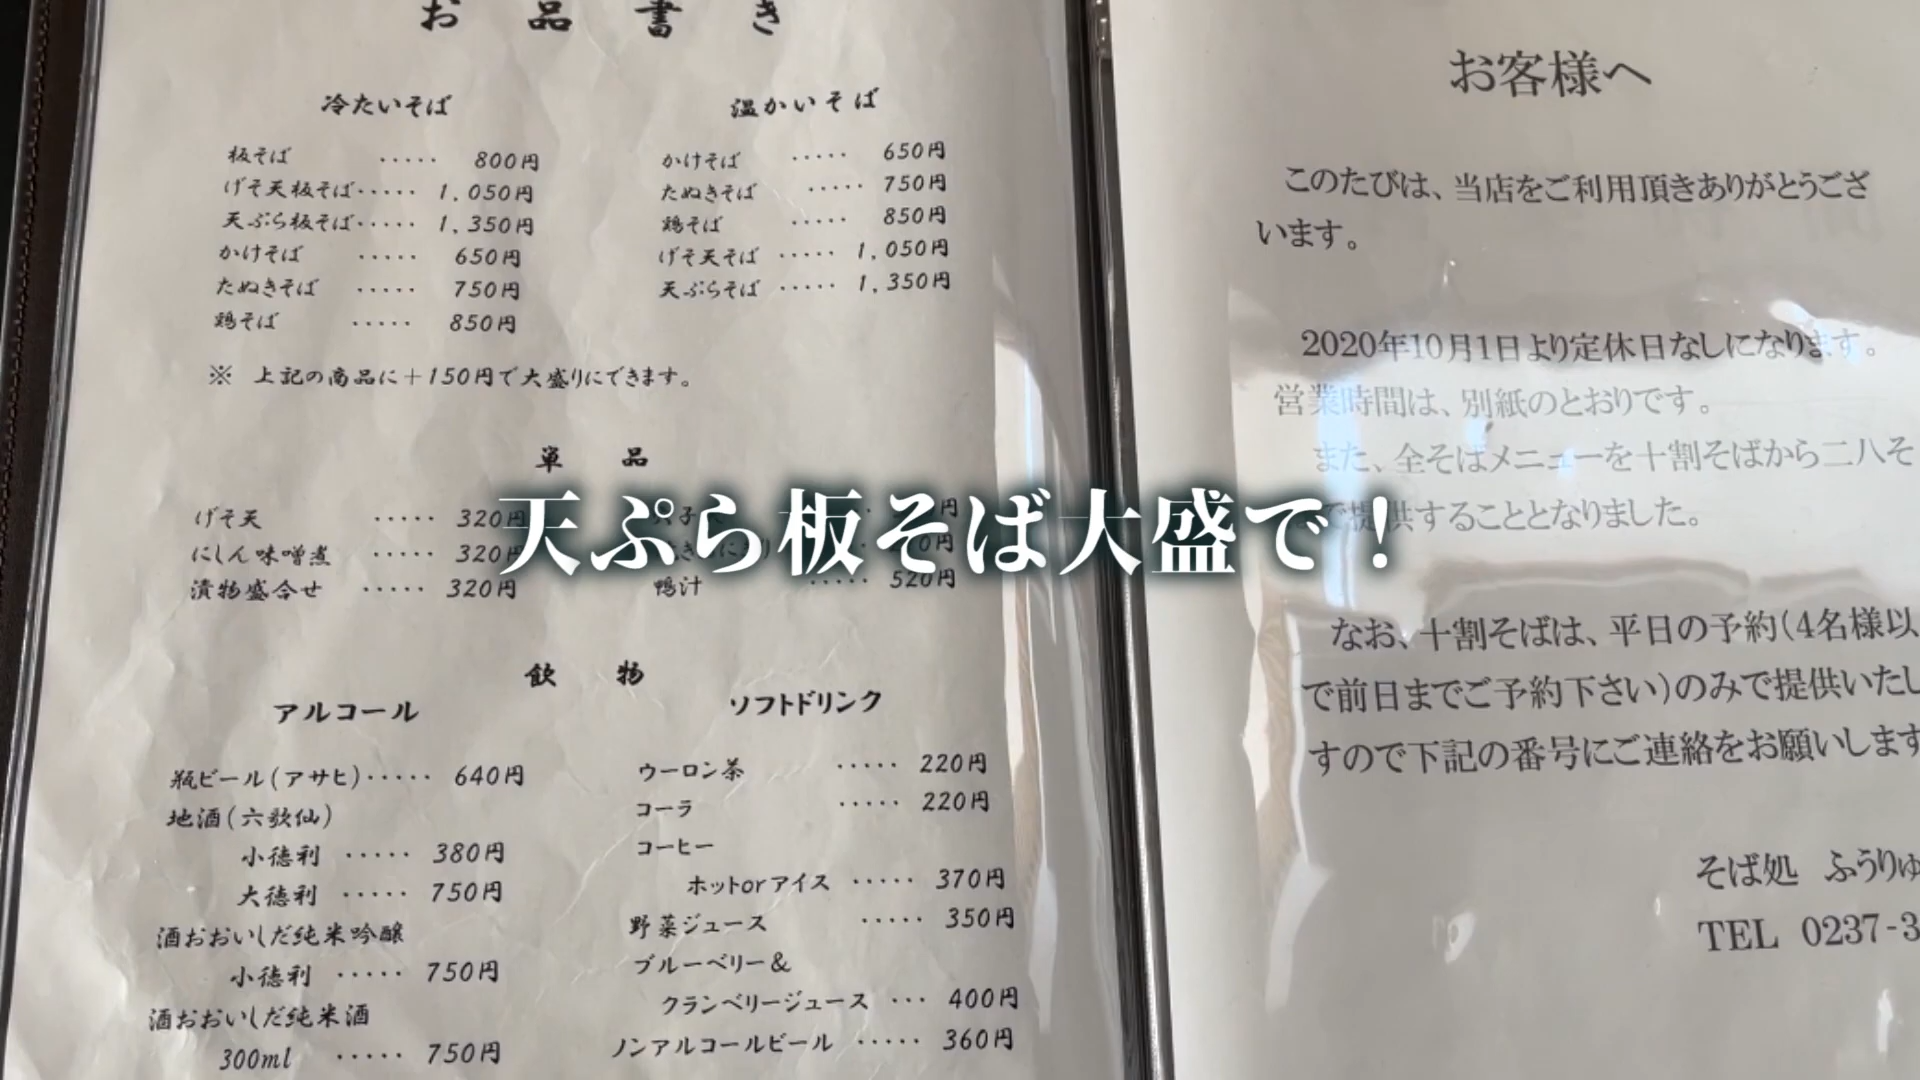 お品書き
冷たいそば
板そば ····· 800円
げそ天板そば····· 1,050円
天ぷら板そば····· 1,350円
かけそば ····· 650円
たぬきそば ····· 750円
鶏そば ····· 850円
温かいそば
かけそば ····· 650円
たぬきそば ····· 750円
鶏そば ····· 850円
げそ天そば ····· 1,050円
天ぷらそば ····· 1,350円
※ 上記の商品に+150円で大盛りにできます。
単品
げそ天 ····· 320円
にしん味噌煮 ····· 320円
漬物盛合せ ····· 320円
鴨汁 ····· 520円
天ぷら板そば大盛で!
飲物
アルコール
瓶ビール(アサヒ)····· 640円
地酒(六歌仙)
小徳利 ····· 380円
大徳利 ····· 750円
酒おおいしだ純米吟醸
小徳利 ····· 750円
酒おおいしだ純米酒
300ml ····· 750円
ソフトドリンク
ウーロン茶 ····· 220円
コーラ ····· 220円
コーヒー
ホットorアイス ····· 370円
野菜ジュース ····· 350円
ブルーベリー&
クランベリージュース ··· 400円
ノンアルコールビール ····· 360円
お客様へ
このたびは、当店をご利用頂きありがとうござ
います。
2020年10月1日より定休日なしになります。
営業時間は、別紙のとおりです。
また、全そばメニューを十割そばから二八そ
で提供することとなりました。
なお、十割そばは、平日の予約(4名様以
で前日までご予約下さい)のみで提供いたし
すので下記の番号にご連絡をお願いします
そば処 ふうりゅ
TEL 0237-3